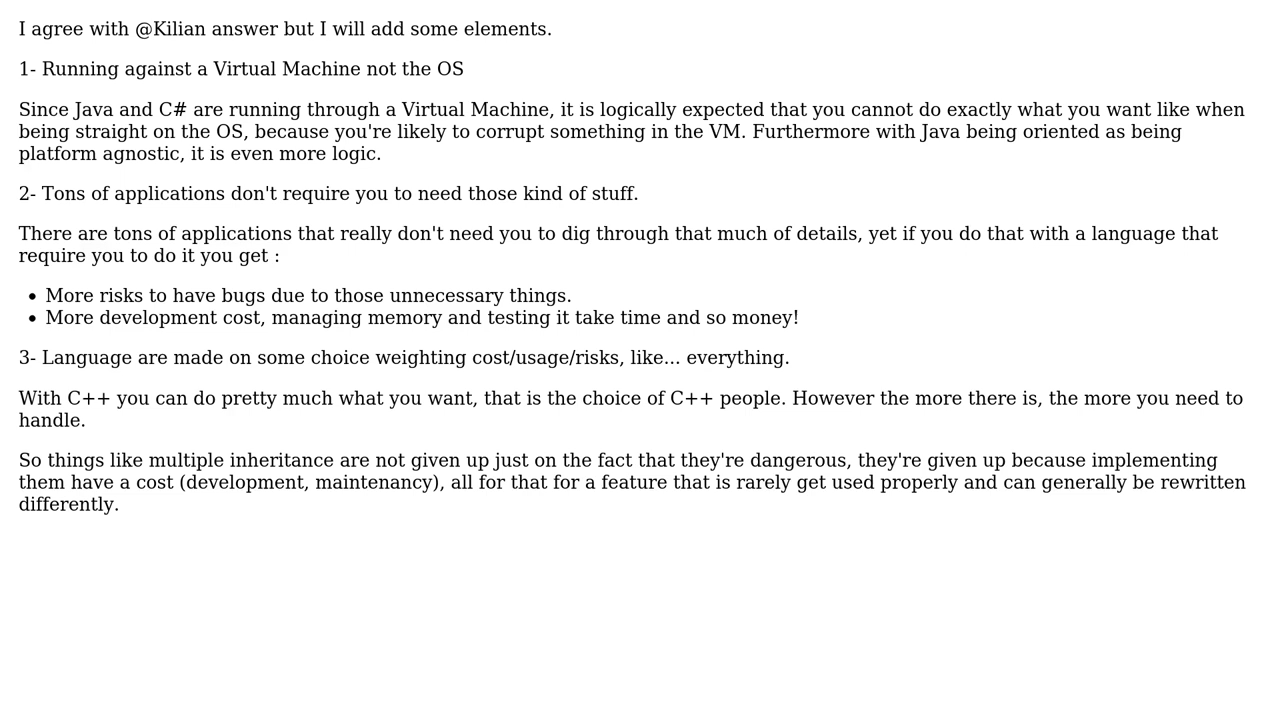 I agree with @Kilian answer but I will add some elements.
1- Running against a Virtual Machine not the OS
Since Java and C# are running through a Virtual Machine, it is logically expected that you cannot do exactly what you want like when
being straight on the OS, because you're likely to corrupt something in the VM. Furthermore with Java being oriented as being
platform agnostic, it is even more logic.
2- Tons of applications don't require you to need those kind of stuff.
There are tons of applications that really don't need you to dig through that much of details, yet if you do that with a language that
require you to do it you get :
• More risks to have bugs due to those unnecessary things.
• More development cost, managing memory and testing it take time and so money!
3- Language are made on some choice weighting cost/usage/risks, like... everything.
With C++ you can do pretty much what you want, that is the choice of C++ people. However the more there is, the more you need to
handle.
So things like multiple inheritance are not given up just on the fact that they're dangerous, they're given up because implementing
them have a cost (development, maintenancy), all for that for a feature that is rarely get used properly and can generally be rewritten
differently.